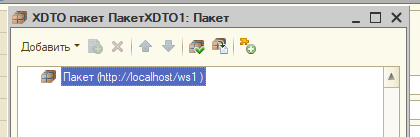 XDTO пакет ПакетXDTO1: Пакет
Добавить
Пакет (http://localhost/ws1 )